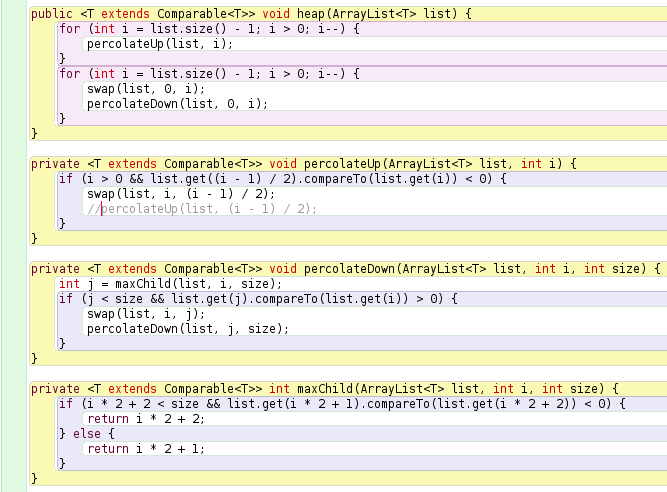 public <T extends Comparable<T>> void heap(ArrayList<T> list) {
for (int i = list.size() - 1; i > 0; i--) {
percolateUp(list, i);
}
for (int i = list.size() - 1; i > 0; i--) {
swap(list, 0, i);
percolateDown(list, 0, i);
}
}
private <T extends Comparable<T>> void percolateUp(ArrayList<T> list, int i) {
if (i > 0 && list.get((i - 1) / 2).compareTo(list.get(i)) < 0) {
swap(list, i, (i - 1) / 2);
//percolateUp(list, (i - 1) / 2);
}
}
private <T extends Comparable<T>> void percolateDown(ArrayList<T> list, int i, int size) {
int j = maxChild(list, i, size);
if (j < size && list.get(j).compareTo(list.get(i)) > 0) {
swap(list, i, j);
percolateDown(list, j, size);
}
}
private <T extends Comparable<T>> int maxChild(ArrayList<T> list, int i, int size) {
if (i * 2 + 2 < size && list.get(i * 2 + 1).compareTo(list.get(i * 2 + 2)) < 0) {
return i * 2 + 2;
} else {
return i * 2 + 1;
}
}